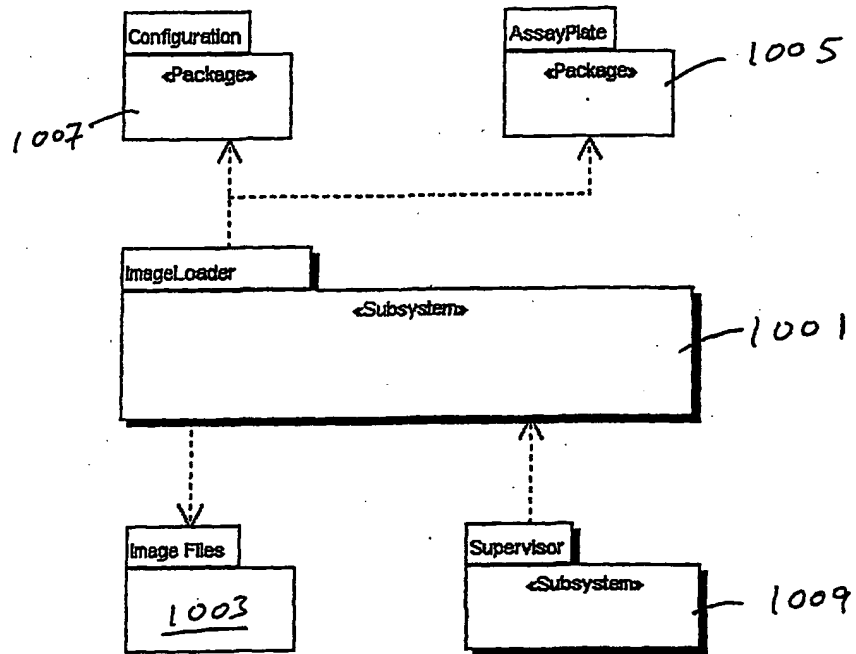 Configuration
«Package»
1007
AssayPlate
«Package»
1005
ImageLoader
«Subsystem»
1001
Image Files
1003
Supervisor
«Subsystem»
1009